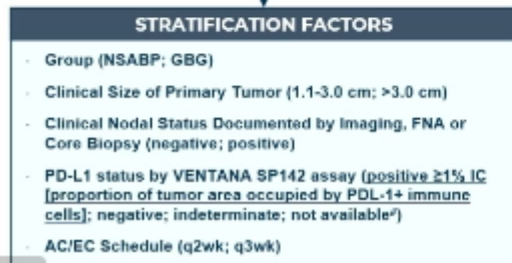 STRATIFICATION FACTORS
· Group (NSABP; GBG)
· Clinical Size of Primary Tumor (1.1-3.0 cm; >3.0 cm)
· Clinical Nodal Status Documented by Imaging, FNA or
Core Biopsy (negative; positive)
· PD-L1 status by VENTANA SP142 assay (positive ≥1% IC
[proportion of tumor area occupied by PDL-1+ immune
cells]; negative; indeterminate; not available)
· AC/EC Schedule (q2wk; q3wk)